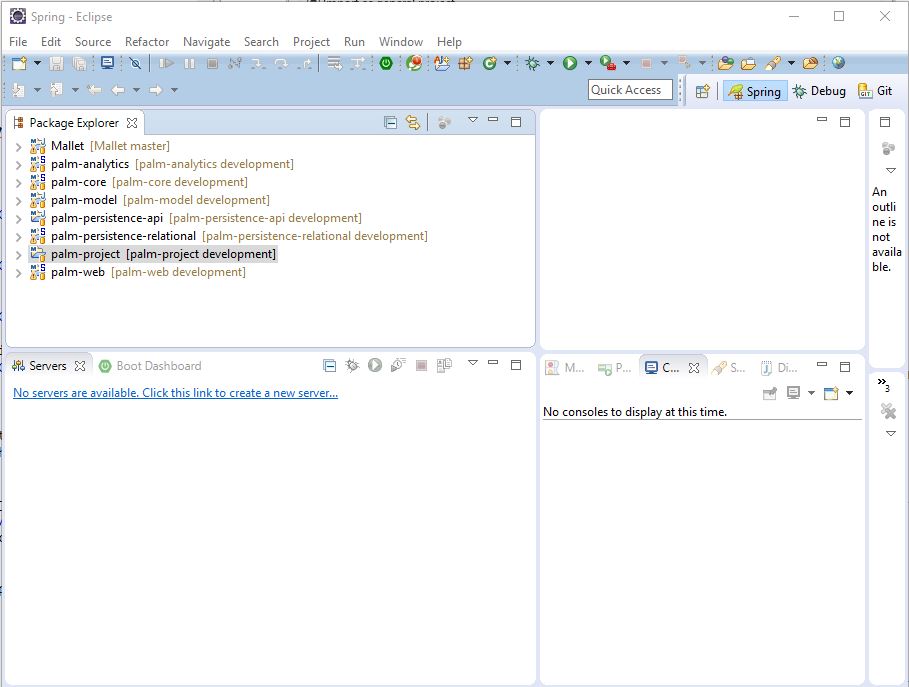 Spring - Eclipse
File Edit Source Refactor Navigate Search Project Run Window Help
Quick Access
Spring
Debug
Git
Package Explorer
Mallet [Mallet master]
palm-analytics [palm-analytics development]
palm-core [palm-core development]
palm-model [palm-model development]
palm-persistence-api [palm-persistence-api development]
palm-persistence-relational [palm-persistence-relational development]
palm-project [palm-project development]
palm-web [palm-web development]
An
outli
ne is
not
availa
ble.
Servers
Boot Dashboard
No servers are available. Click this link to create a new server...
M...
P...
C...
S...
Di...
No consoles to display at this time.
»3